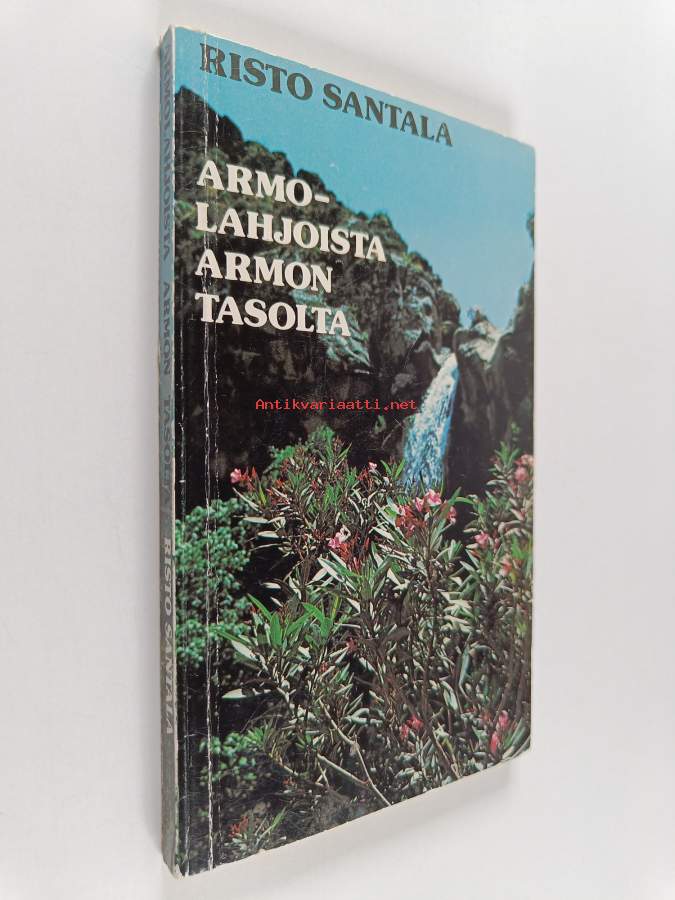 RISTO SANTALA
ARMO-
LAHJOISTA
ARMON
TASOLTA
Antikvariaatti.net
ARMOLAHJOISTA ARMON TASOLTA RISTO SANTALA